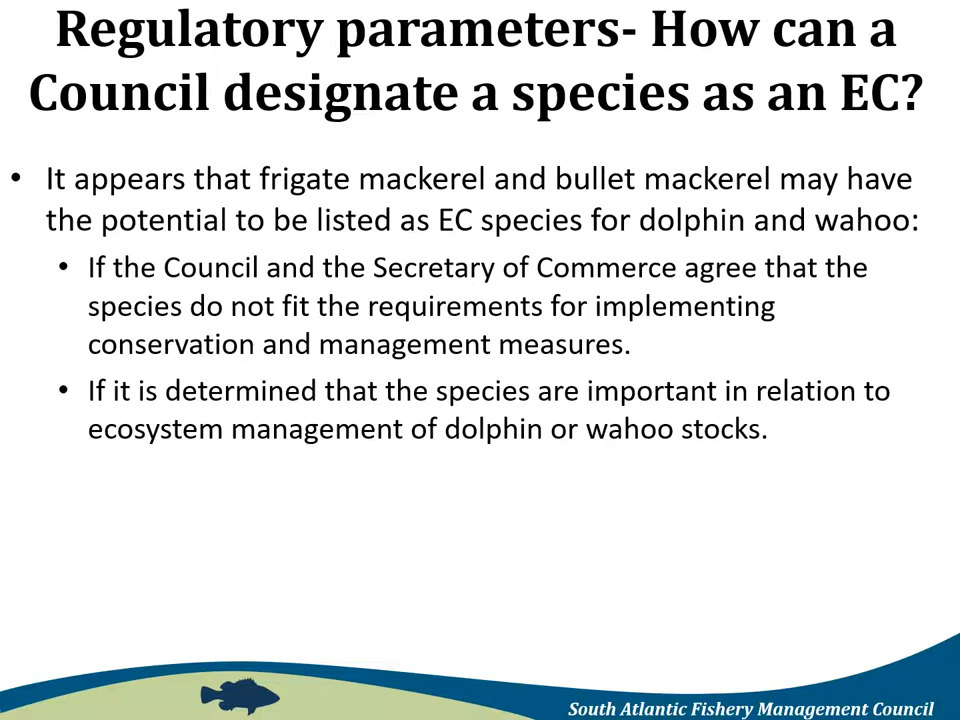 Regulatory parameters- How can a
Council designate a species as an EC?
• It appears that frigate mackerel and bullet mackerel may have
the potential to be listed as EC species for dolphin and wahoo:
• If the Council and the Secretary of Commerce agree that the
species do not fit the requirements for implementing
conservation and management measures.
• If it is determined that the species are important in relation to
ecosystem management of dolphin or wahoo stocks.
South Atlantic Fishery Management Council